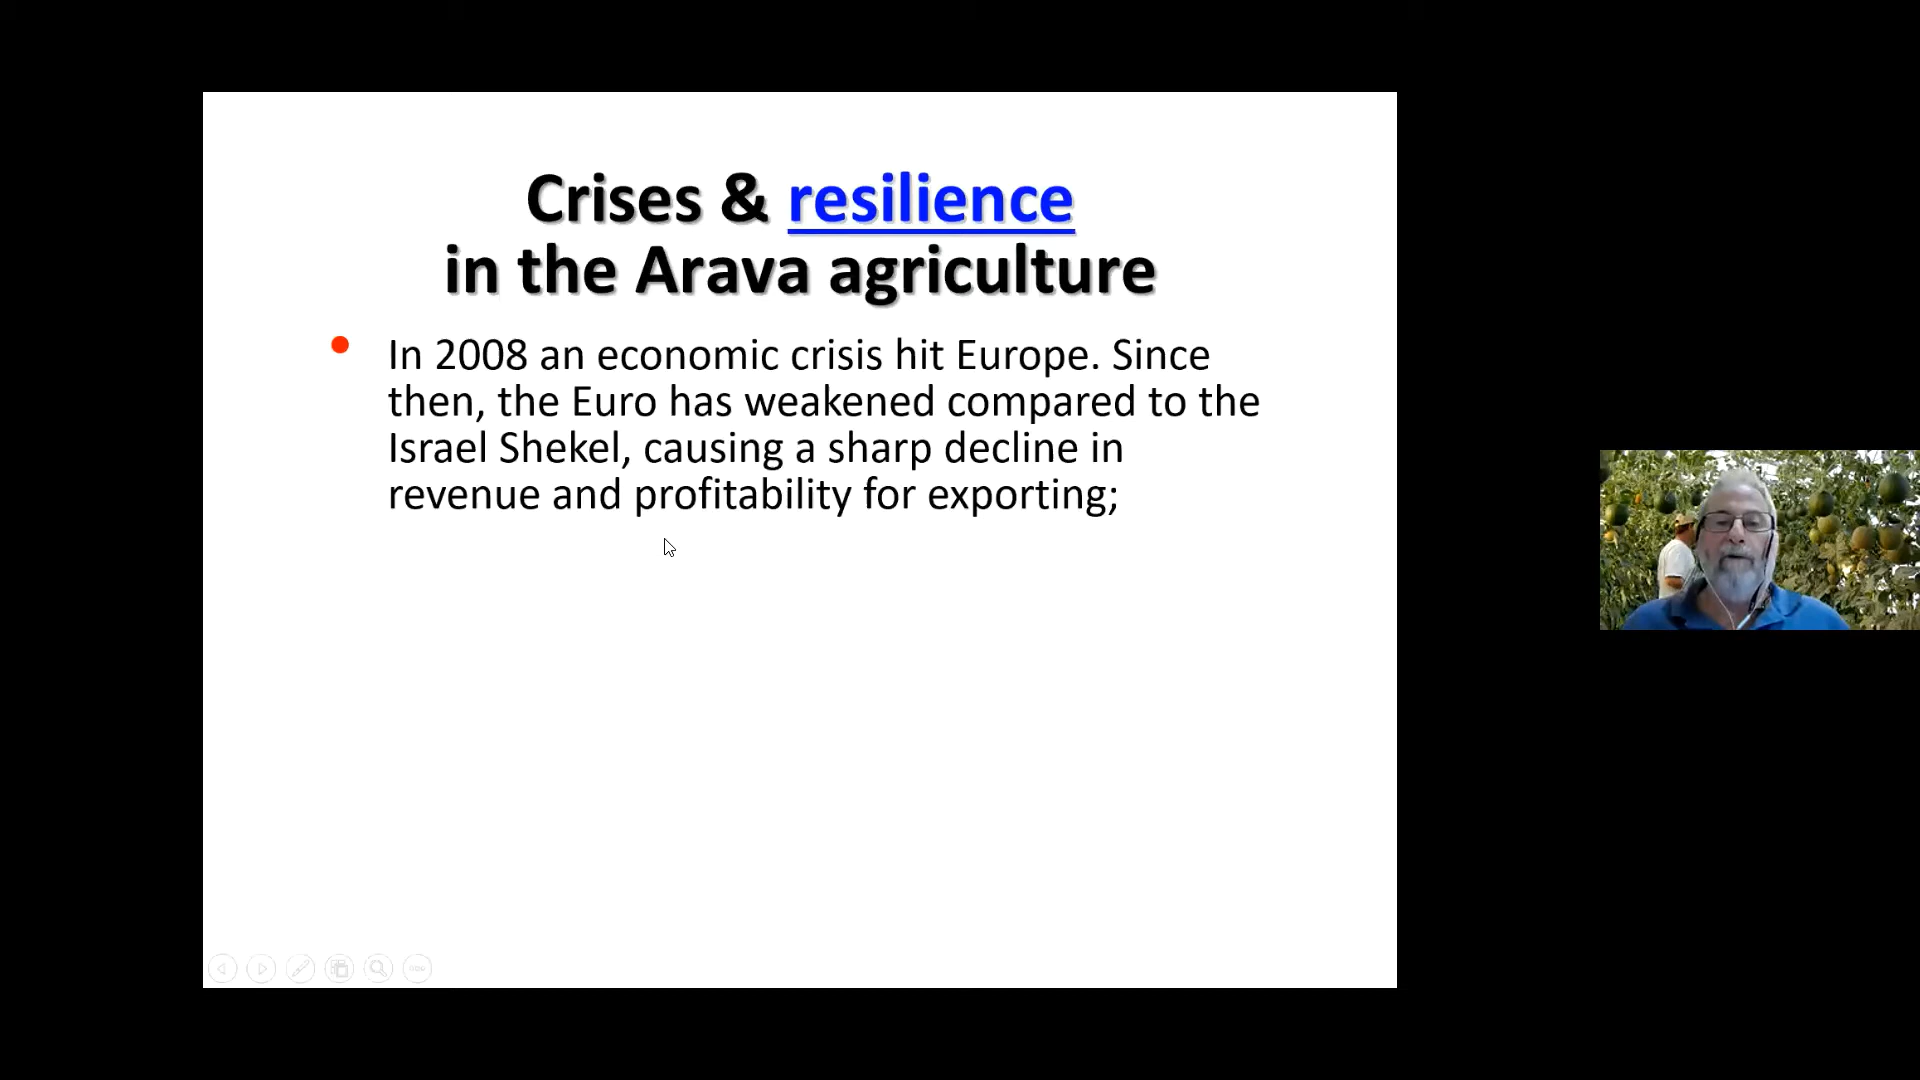 Crises & resilience
in the Arava agriculture
In 2008 an economic crisis hit Europe. Since
then, the Euro has weakened compared to the
Israel Shekel, causing a sharp decline in
revenue and profitability for exporting;